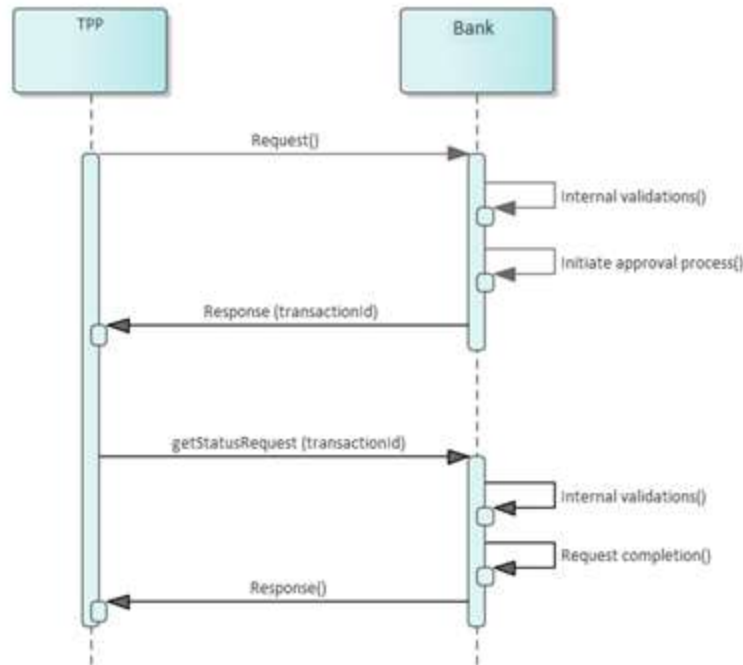 TPP
Bank
Request()
Internal validations()
Initiate approval process()
Response (transactionId)
getStatusRequest (transactionId)
Internal validations()
Request completion()
Response()